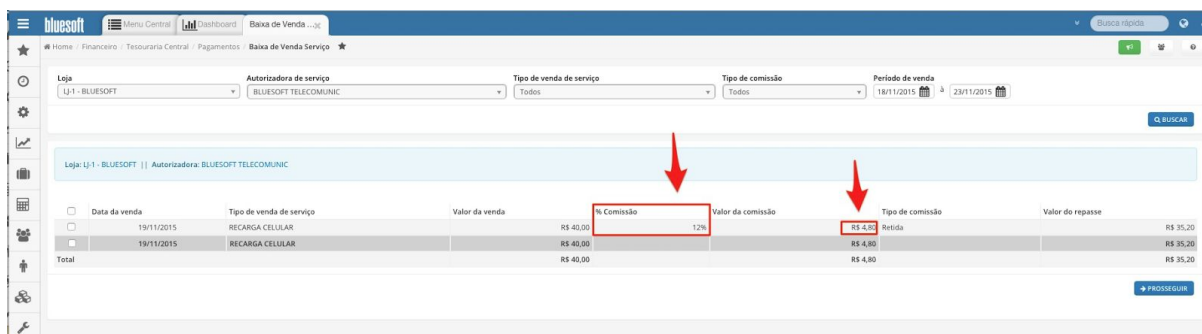 bluesoft Menu Central Dashboard Baixa de Venda ... Busca rápida
Home / Financeiro / Tesouraria Central / Pagamentos / Baixa de Venda Serviço
Loja Autorizadora de serviço Tipo de venda de serviço Tipo de comissão Período de venda
LJ-1 - BLUESOFT BLUESOFT TELECOMUNIC Todos Todos 18/11/2015 à 23/11/2015
BUSCAR
Loja: LJ-1 - BLUESOFT || Autorizadora: BLUESOFT TELECOMUNIC
Data da venda Tipo de venda de serviço Valor da venda % Comissão Valor da comissão Tipo de comissão Valor do repasse
19/11/2015 RECARGA CELULAR R$ 40,00 12% R$ 4,80 Retida R$ 35,20
19/11/2015 RECARGA CELULAR R$ 40,00 R$ 4,80 R$ 35,20
Total R$ 40,00 R$ 4,80 R$ 35,20
PROSSEGUIR